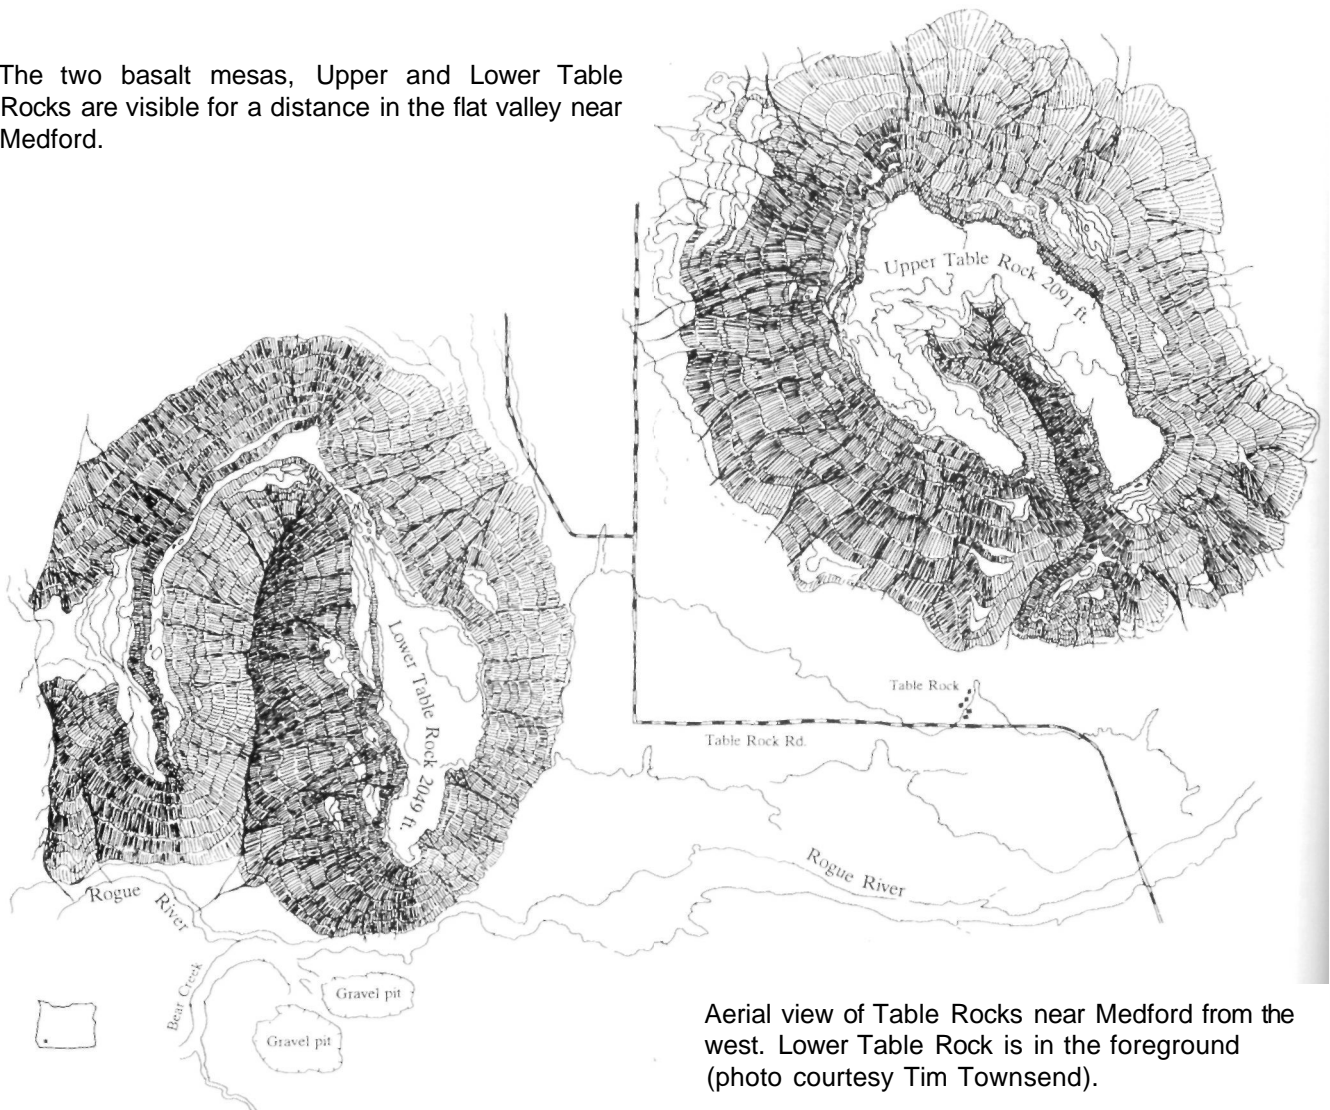 The two basalt mesas, Upper and Lower Table
Rocks are visible for a distance in the flat valley near
Medford.
Upper Table Rock 2091 ft.
Lower Table Rock 2049 ft.
Table Rock
Table Rock Rd.
Rogue River
Rogue River
Bear Creek
Gravel pit
Gravel pit
Aerial view of Table Rocks near Medford from the
west. Lower Table Rock is in the foreground
(photo courtesy Tim Townsend).